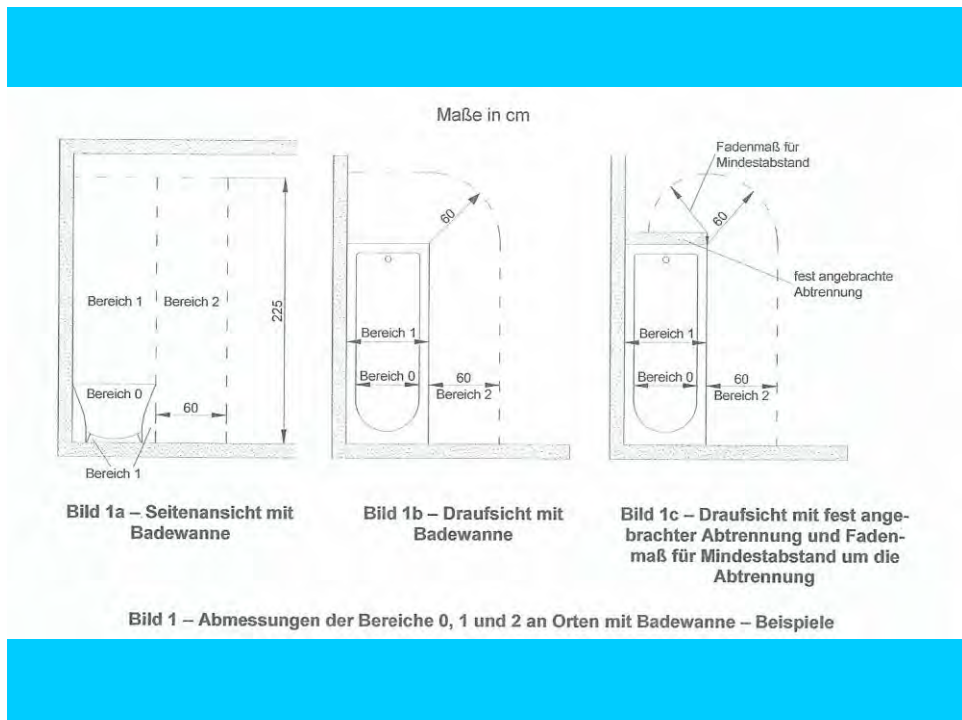 Maße in cm
Bereich 1
Bereich 2
225
Bereich 0
60
Bereich 1
Bild 1a – Seitenansicht mit
Badewanne
60
Bereich 1
Bereich 0
60
Bereich 2
Bild 1b – Draufsicht mit
Badewanne
Fadenmaß für
Mindestabstand
60
fest angebrachte
Abtrennung
Bereich 1
Bereich 0
60
Bereich 2
Bild 1c – Draufsicht mit fest ange-
brachter Abtrennung und Faden-
maß für Mindestabstand um die
Abtrennung
Bild 1 – Abmessungen der Bereiche 0, 1 und 2 an Orten mit Badewanne – Beispiele